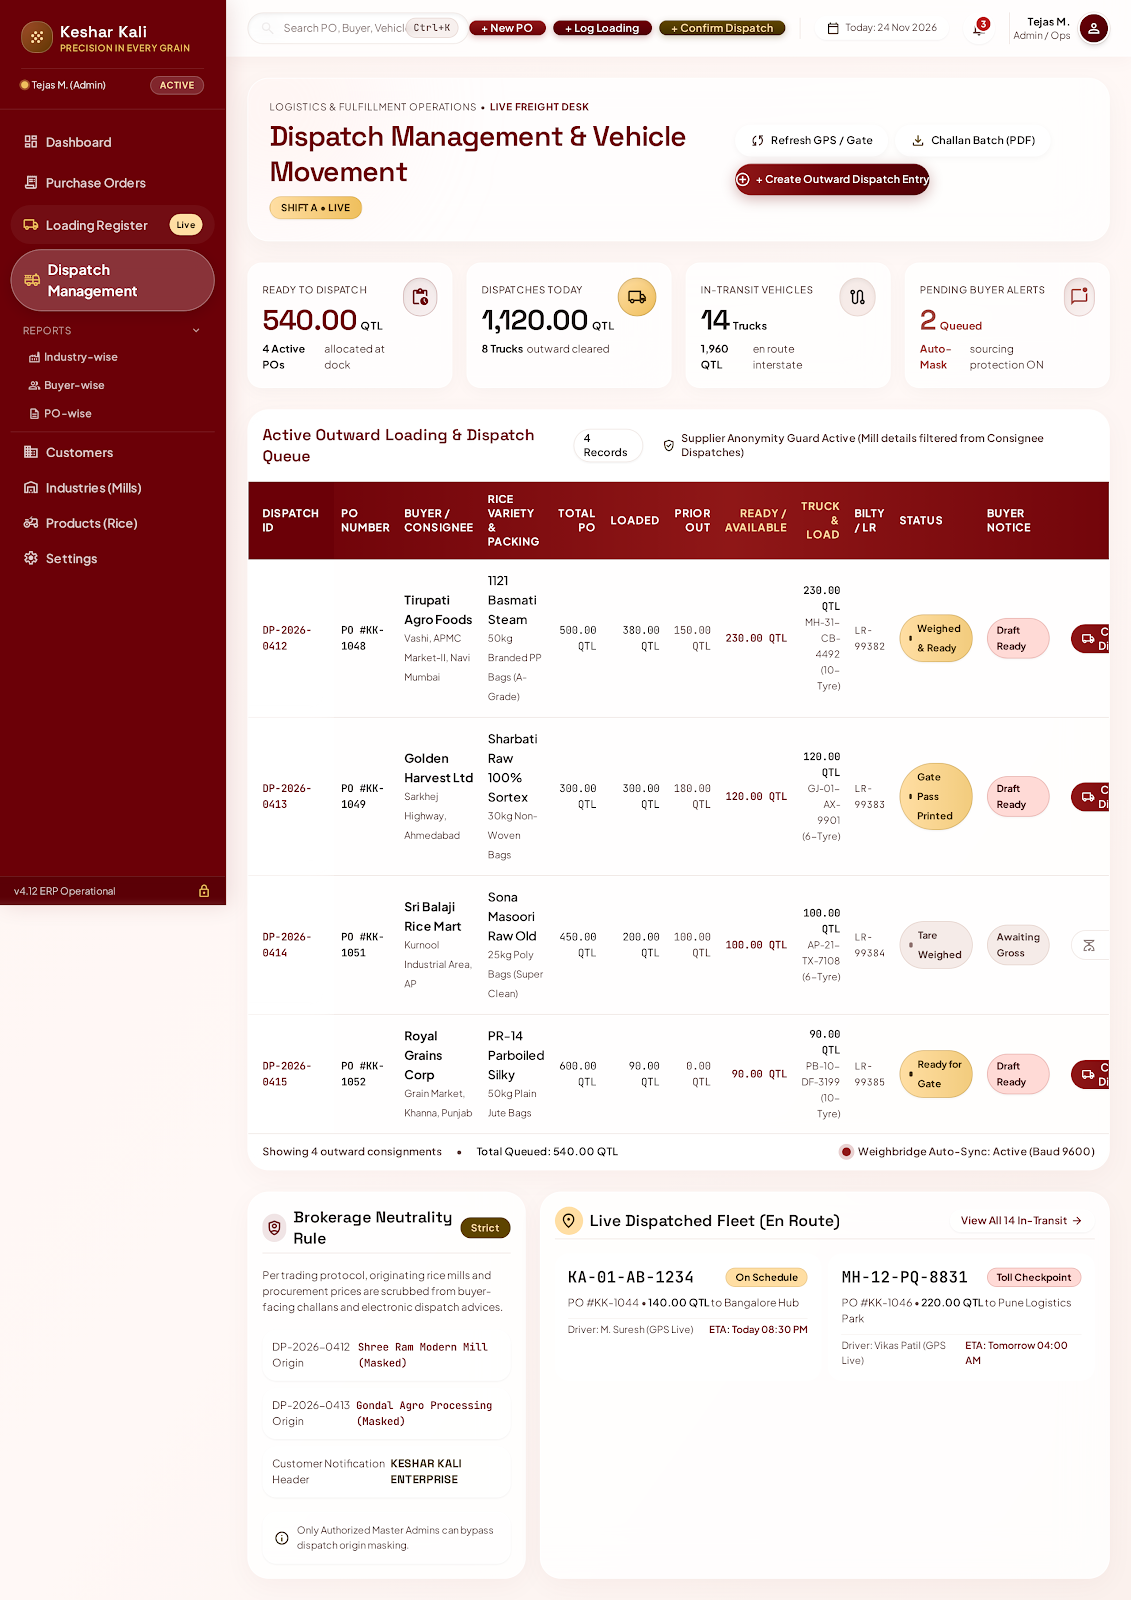 Keshar Kali
PRECISION IN EVERY GRAIN
Tejas M. (Admin)
ACTIVE
Dashboard
Purchase Orders
Loading Register
Live
Dispatch
Management
REPORTS
Industry-wise
Buyer-wise
PO-wise
Customers
Industries (Mills)
Products (Rice)
Settings
v4.12 ERP Operational
Search PO, Buyer, Vehicl
Ctrl+K
+ New PO
+ Log Loading
+ Confirm Dispatch
Today: 24 Nov 2026
3
Tejas M.
Admin / Ops
LOGISTICS & FULFILLMENT OPERATIONS • LIVE FREIGHT DESK
Dispatch Management & Vehicle
Movement
SHIFT A • LIVE
Refresh GPS / Gate
Challan Batch (PDF)
+ Create Outward Dispatch Entry
READY TO DISPATCH
540.00 QTL
4 Active
POs
allocated at
dock
DISPATCHES TODAY
1,120.00 QTL
8 Trucks outward cleared
IN-TRANSIT VEHICLES
14 Trucks
1,960
QTL
en route
interstate
PENDING BUYER ALERTS
2 Queued
Auto-
Mask
sourcing
protection ON
Active Outward Loading & Dispatch
Queue
4
Records
Supplier Anonymity Guard Active (Mill details filtered from Consignee
Dispatches)
DISPATCH
ID
PO
NUMBER
BUYER /
CONSIGNEE
RICE
VARIETY
&
PACKING
TOTAL
PO
LOADED
PRIOR
OUT
READY /
AVAILABLE
TRUCK
&
LOAD
BILTY
/ LR
STATUS
BUYER
NOTICE
DP-2026-
0412
PO #KK-
1048
Tirupati
Agro Foods
Vashi, APMC
Market-II, Navi
Mumbai
1121
Basmati
Steam
50kg
Branded PP
Bags (A-
Grade)
500.00
QTL
380.00
QTL
150.00
QTL
230.00 QTL
230.00
QTL
MH-31-
CB-
4492
(10-
Tyre)
LR-
99382
Weighed
& Ready
Draft
Ready
C
Di
DP-2026-
0413
PO #KK-
1049
Golden
Harvest Ltd
Sarkhej
Highway,
Ahmedabad
Sharbati
Raw
100%
Sortex
30kg Non-
Woven
Bags
300.00
QTL
300.00
QTL
180.00
QTL
120.00 QTL
120.00
QTL
GJ-01-
AX-
9901
(6-Tyre)
LR-
99383
Gate
Pass
Printed
Draft
Ready
C
Di
DP-2026-
0414
PO #KK-
1051
Sri Balaji
Rice Mart
Kurnool
Industrial Area,
AP
Sona
Masoori
Raw Old
25kg Poly
Bags (Super
Clean)
450.00
QTL
200.00
QTL
100.00
QTL
100.00 QTL
100.00
QTL
AP-21-
TX-7108
(6-Tyre)
LR-
99384
Tare
Weighed
Awaiting
Gross
DP-2026-
0415
PO #KK-
1052
Royal
Grains
Corp
Grain Market,
Khanna, Punjab
PR-14
Parboiled
Silky
50kg Plain
Jute Bags
600.00
QTL
90.00
QTL
0.00
QTL
90.00 QTL
90.00
QTL
PB-10-
DF-3199
(10-
Tyre)
LR-
99385
Ready for
Gate
Draft
Ready
C
Di
Showing 4 outward consignments • Total Queued: 540.00 QTL
Weighbridge Auto-Sync: Active (Baud 9600)
Brokerage Neutrality
Rule
Strict
Per trading protocol, originating rice mills and
procurement prices are scrubbed from buyer-
facing challans and electronic dispatch advices.
DP-2026-0412
Origin
Shree Ram Modern Mill
(Masked)
DP-2026-0413
Origin
Gondal Agro Processing
(Masked)
Customer Notification
Header
KESHAR KALI
ENTERPRISE
Only Authorized Master Admins can bypass
dispatch origin masking.
Live Dispatched Fleet (En Route)
View All 14 In-Transit →
KA-01-AB-1234
On Schedule
PO #KK-1044 • 140.00 QTL to Bangalore Hub
Driver: M. Suresh (GPS Live)
ETA: Today 08:30 PM
MH-12-PQ-8831
Toll Checkpoint
PO #KK-1046 • 220.00 QTL to Pune Logistics
Park
Driver: Vikas Patil (GPS
Live)
ETA: Tomorrow 04:00
AM